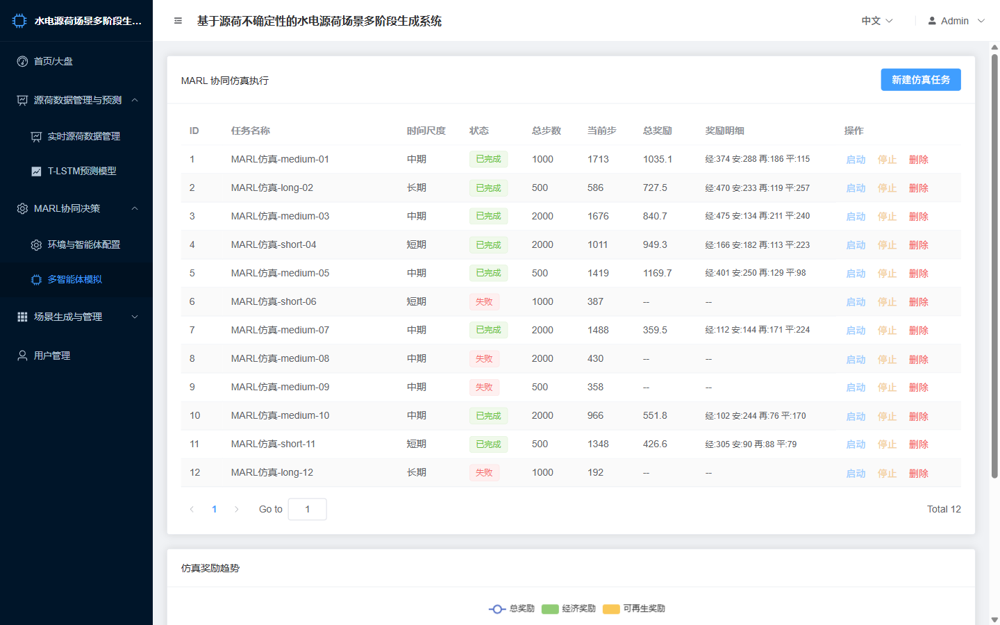 水电源荷场景多阶段生...
基于源荷不确定性的水电源荷场景多阶段生成系统
中文
Admin
首页/大盘
源荷数据管理与预测
实时源荷数据管理
T-LSTM预测模型
MARL协同决策
环境与智能体配置
多智能体模拟
场景生成与管理
用户管理
MARL 协同仿真执行
新建仿真任务
ID 任务名称 时间尺度 状态 总步数 当前步 总奖励 奖励明细 操作
1 MARL仿真-medium-01 中期 已完成 1000 1713 1035.1 经:374 安:288 再:186 平:115 启动 停止 删除
2 MARL仿真-long-02 长期 已完成 500 586 727.5 经:470 安:233 再:119 平:257 启动 停止 删除
3 MARL仿真-medium-03 中期 已完成 2000 1676 840.7 经:475 安:134 再:211 平:240 启动 停止 删除
4 MARL仿真-short-04 短期 已完成 2000 1011 949.3 经:166 安:182 再:113 平:223 启动 停止 删除
5 MARL仿真-medium-05 中期 已完成 500 1419 1169.7 经:401 安:250 再:129 平:98 启动 停止 删除
6 MARL仿真-short-06 短期 失败 1000 387 -- -- 启动 停止 删除
7 MARL仿真-medium-07 中期 已完成 2000 1488 359.5 经:112 安:144 再:171 平:224 启动 停止 删除
8 MARL仿真-medium-08 中期 失败 2000 430 -- -- 启动 停止 删除
9 MARL仿真-medium-09 中期 失败 500 358 -- -- 启动 停止 删除
10 MARL仿真-medium-10 中期 已完成 2000 966 551.8 经:102 安:244 再:76 平:170 启动 停止 删除
11 MARL仿真-short-11 短期 已完成 500 1348 426.6 经:305 安:90 再:88 平:79 启动 停止 删除
12 MARL仿真-long-12 长期 失败 1000 192 -- -- 启动 停止 删除
1 Go to 1 Total 12
仿真奖励趋势
总奖励 经济奖励 可再生奖励